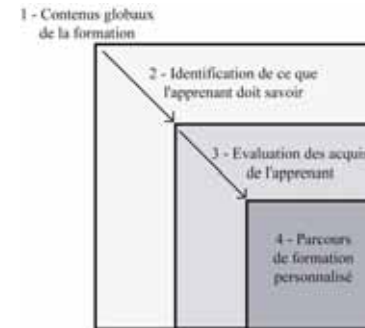 1 - Contenus globaux
de la formation
2 - Identification de ce que
l'apprenant doit savoir
3 - Evaluation des acquis
de l'apprenant
4 - Parcours
de formation
personnalisé